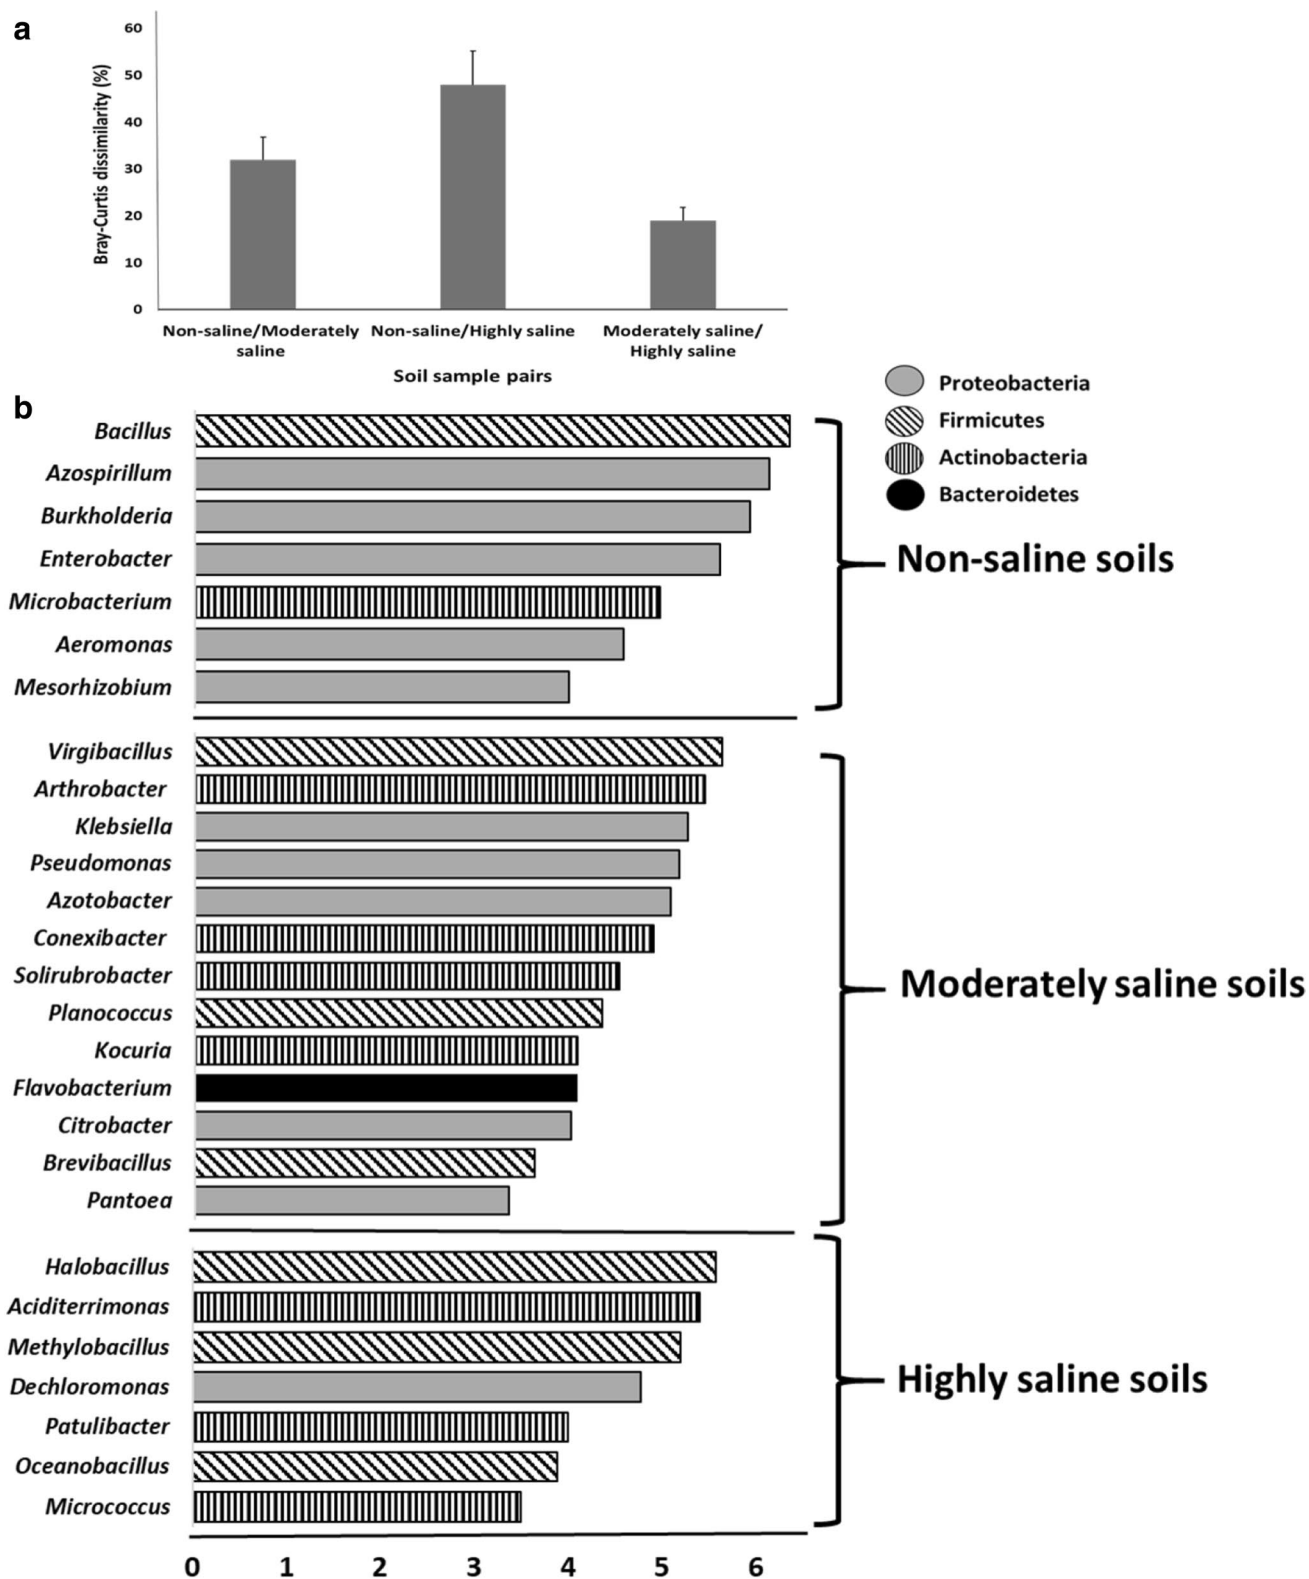 a
60
50
40
30
20
10
0
Bray-Curtis dissimilarity (%)
Non-saline/Moderately saline
Non-saline/Highly saline
Moderately saline/
Highly saline
Soil sample pairs
b
Proteobacteria
Firmicutes
Actinobacteria
Bacteroidetes
Bacillus
Azospirillum
Burkholderia
Enterobacter
Microbacterium
Aeromonas
Mesorhizobium
Non-saline soils
Virgibacillus
Arthrobacter
Klebsiella
Pseudomonas
Azotobacter
Conexibacter
Solirubrobacter
Planococcus
Kocuria
Flavobacterium
Citrobacter
Brevibacillus
Pantoea
Moderately saline soils
Halobacillus
Aciditerrimonas
Methylobacillus
Dechloromonas
Patulibacter
Oceanobacillus
Micrococcus
Highly saline soils
0 1 2 3 4 5 6